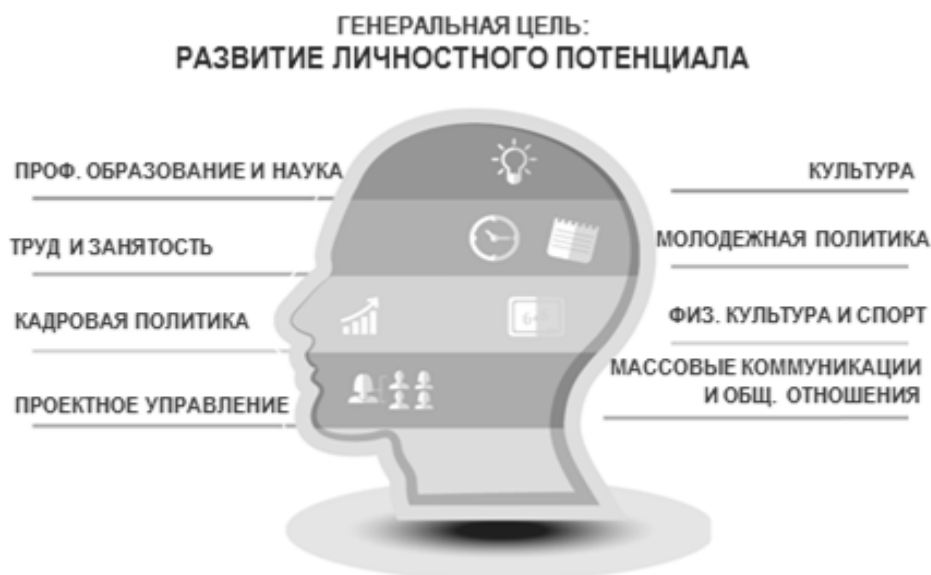 ГЕНЕРАЛЬНАЯ ЦЕЛЬ:
РАЗВИТИЕ ЛИЧНОСТНОГО ПОТЕНЦИАЛА
ПРОФ. ОБРАЗОВАНИЕ И НАУКА
ТРУД И ЗАНЯТОСТЬ
КАДРОВАЯ ПОЛИТИКА
ПРОЕКТНОЕ УПРАВЛЕНИЕ
КУЛЬТУРА
МОЛОДЕЖНАЯ ПОЛИТИКА
ФИЗ. КУЛЬТУРА И СПОРТ
МАССОВЫЕ КОММУНИКАЦИИ
И ОБЩ. ОТНОШЕНИЯ